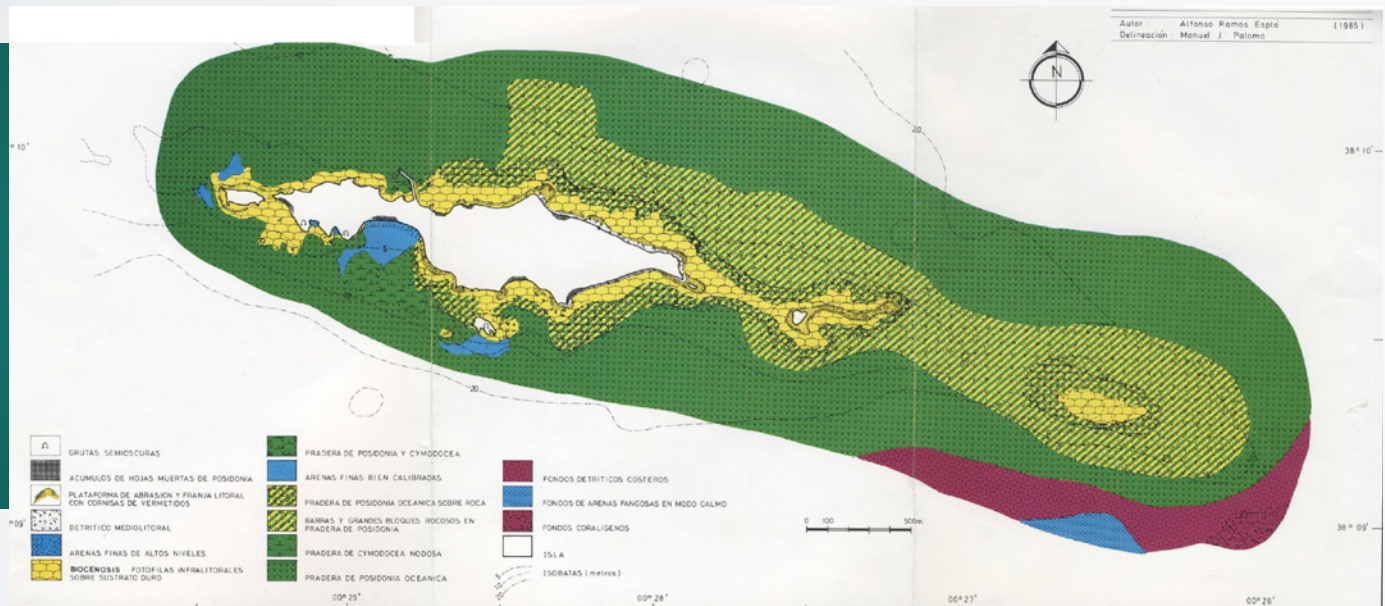 Autor : Alfonso Ramos Esplá (1985)
Delineación : Manuel J. Palomo
N
20
° 10'
38° 10'
5
5
20
GRUTAS SEMIOSCURAS
ACUMULOS DE HOJAS MUERTAS DE POSIDONIA
PLATAFORMA DE ABRASION Y FRANJA LITORAL
CON CORNISAS DE VERMETIDOS
DETRITICO MEDIOLITORAL
ARENAS FINAS DE ALTOS NIVELES
BIOCENOSIS FOTOFILAS INFRALITORALES
SOBRE SUSTRATO DURO
PRADERA DE POSIDONIA Y CYMODOCEA
ARENAS FINAS BIEN CALIBRADAS
PRADERA DE POSIDONIA OCEANICA SOBRE ROCA
BARRAS Y GRANDES BLOQUES ROCOSOS EN
PRADERA DE POSIDONIA
PRADERA DE CYMODOCEA NODOSA
PRADERA DE POSIDONIA OCEANICA
FONDOS DETRITICOS COSTEROS
FONDOS DE ARENAS FANGOSAS EN MODO CALMO
FONDOS CORALIGENOS
ISLA
5
10
20
ISOBATAS (metros)
0 100 500m
°09'
38° 09'
00° 29'
00° 28'
00° 27'
00° 26'